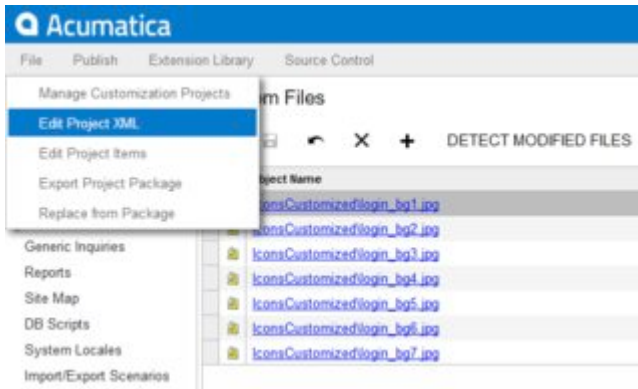 Acumatica
File Publish Extension Library Source Control
Manage Customization Projects
m Files
Edit Project XML
DETECT MODIFIED FILES
Edit Project Items
Export Project Package
bject Name
IconsCustomized\login_bg1.jpg
Replace from Package
IconsCustomized\login_bg2.jpg
Generic Inquiries
IconsCustomized\login_bg3.jpg
Reports
IconsCustomized\login_bg4.jpg
Site Map
IconsCustomized\login_bg5.jpg
DB Scripts
IconsCustomized\login_bg6.jpg
System Locales
IconsCustomized\login_bg7.jpg
Import/Export Scenarios